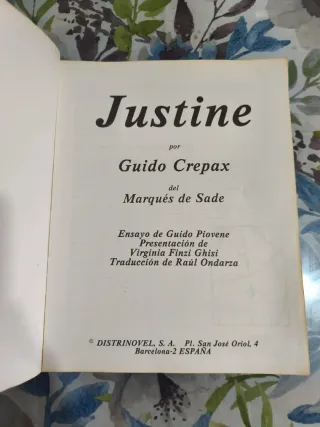 Justine
por
Guido Crepax
del
Marqués de Sade
Ensayo de Guido Piovene
Presentación de
Virginia Finzi Ghisi
Traducción de Raúl Ondarza
© DISTRINOVEL, S. A. Pl. San José Oriol, 4
Barcelona-2 ESPAÑA